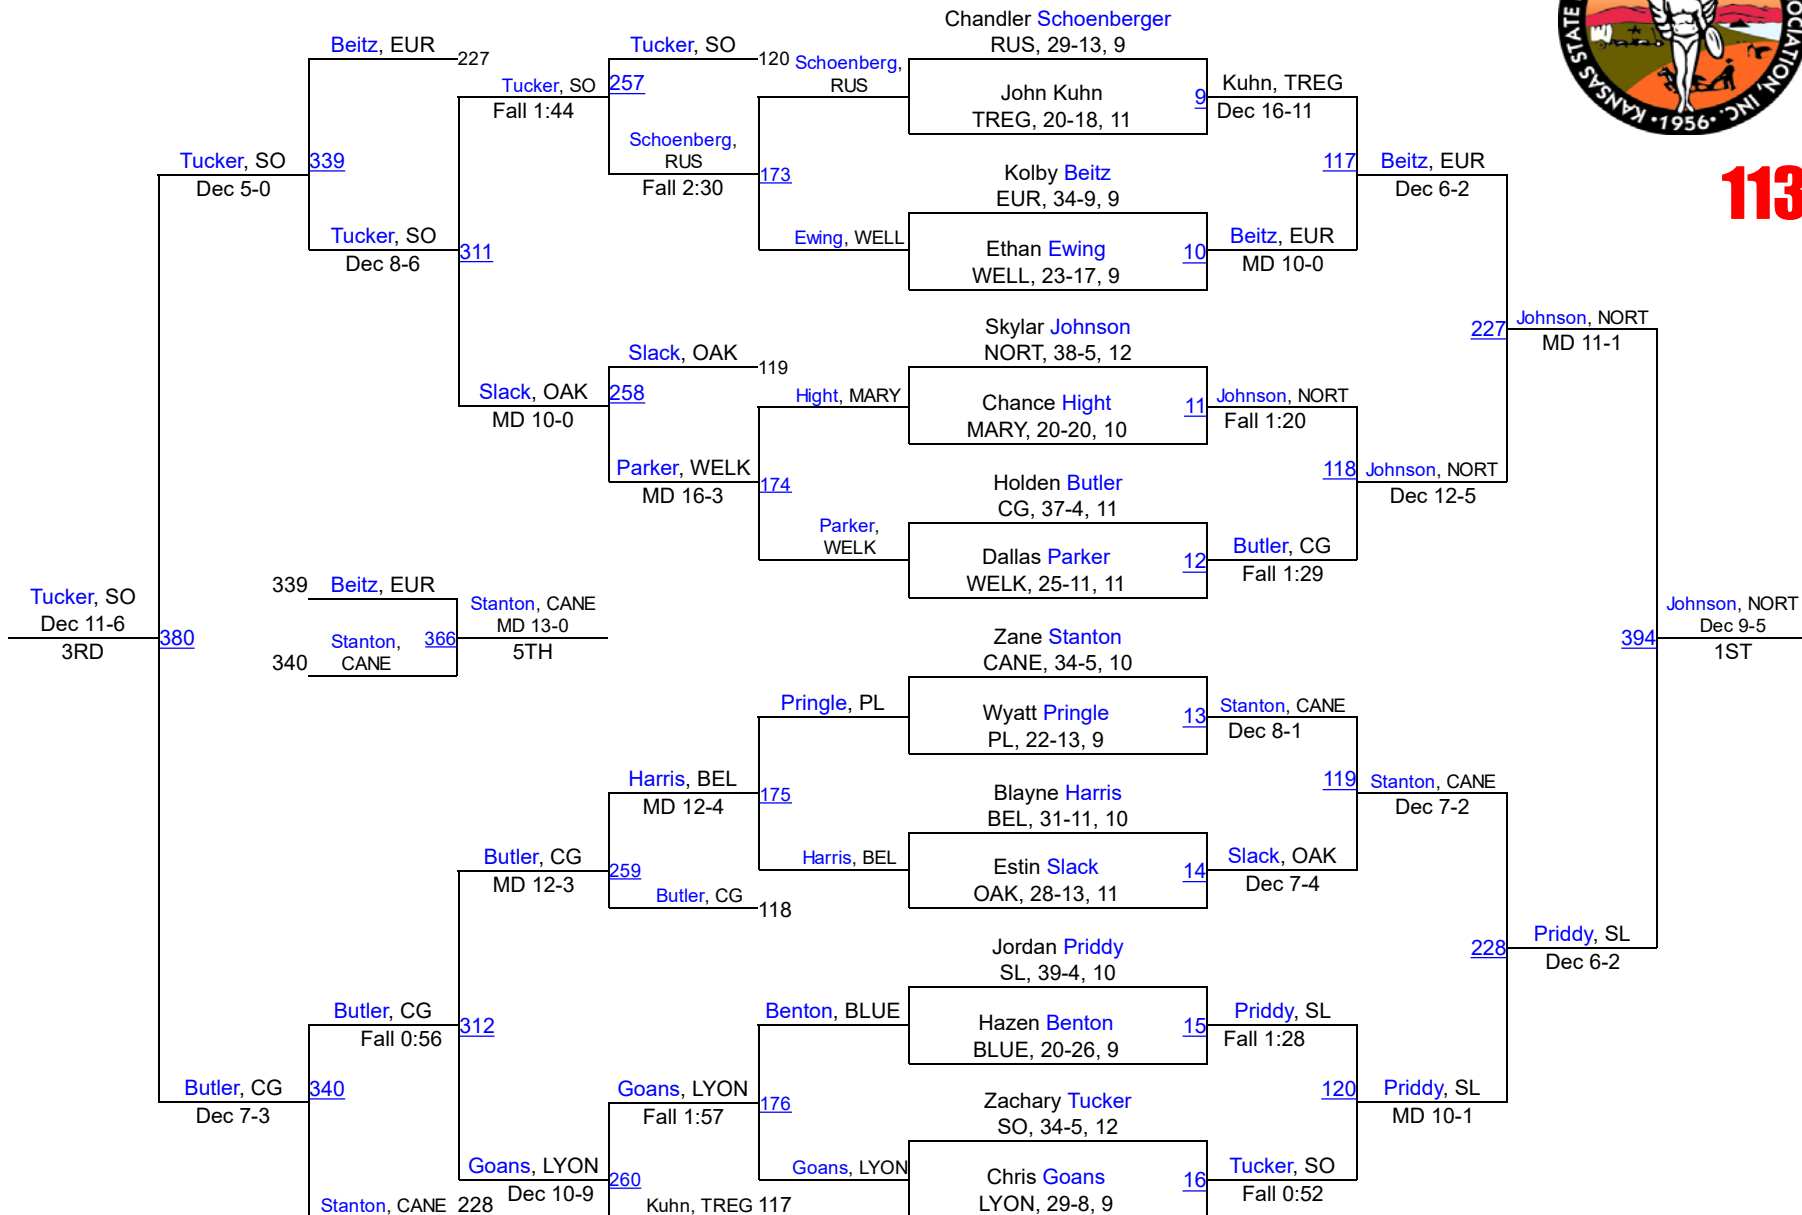 Chandler Schoenberger
RUS, 29-13, 9
John Kuhn
TREG, 20-18, 11
9
Kuhn, TREG
Dec 16-11
Kolby Beitz
EUR, 34-9, 9
Ethan Ewing
WELL, 23-17, 9
10
Beitz, EUR
MD 10-0
117
Beitz, EUR
Dec 6-2
Skylar Johnson
NORT, 38-5, 12
Chance Hight
MARY, 20-20, 10
11
Johnson, NORT
Fall 1:20
Holden Butler
CG, 37-4, 11
Dallas Parker
WELK, 25-11, 11
12
Butler, CG
Fall 1:29
118
Johnson, NORT
Dec 12-5
227
Johnson, NORT
MD 11-1
Zane Stanton
CANE, 34-5, 10
Wyatt Pringle
PL, 22-13, 9
13
Stanton, CANE
Dec 8-1
Blayne Harris
BEL, 31-11, 10
Estin Slack
OAK, 28-13, 11
14
Slack, OAK
Dec 7-4
119
Stanton, CANE
Dec 7-2
Jordan Priddy
SL, 39-4, 10
Hazen Benton
BLUE, 20-26, 9
15
Priddy, SL
Fall 1:28
Zachary Tucker
SO, 34-5, 12
Chris Goans
LYON, 29-8, 9
16
Tucker, SO
Fall 0:52
120
Priddy, SL
MD 10-1
228
Priddy, SL
Dec 6-2
394
Johnson, NORT
Dec 9-5
1ST
113
KANSAS STATE
OCIATION, INC.
•1956•
Beitz, EUR
227
Tucker, SO
120
Schoenberg,
RUS
Tucker, SO
Fall 1:44
257
Schoenberg,
RUS
Fall 2:30
173
Ewing, WELL
Tucker, SO
Dec 5-0
339
Tucker, SO
Dec 8-6
311
Slack, OAK
119
Slack, OAK
MD 10-0
258
Hight, MARY
Parker, WELK
MD 16-3
174
Parker,
WELK
Tucker, SO
Dec 11-6
3RD
380
339
Beitz, EUR
340
Stanton,
CANE
366
Stanton, CANE
MD 13-0
5TH
Pringle, PL
Harris, BEL
MD 12-4
175
Harris, BEL
Butler, CG
MD 12-3
259
Butler, CG
118
Butler, CG
Fall 0:56
312
Benton, BLUE
Goans, LYON
Fall 1:57
176
Goans, LYON
Butler, CG
Dec 7-3
340
Goans, LYON
Dec 10-9
260
Kuhn, TREG 117
Stanton, CANE 228